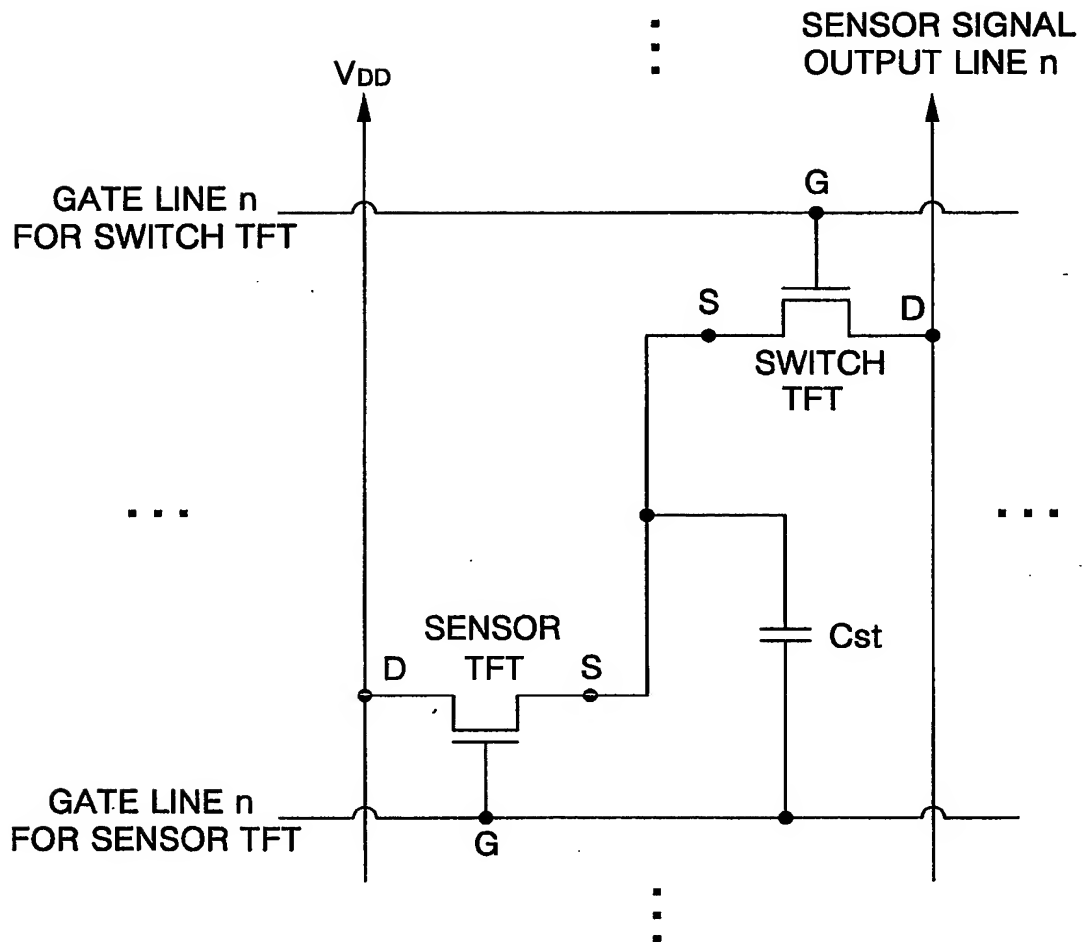 SENSOR SIGNAL
OUTPUT LINE n
VDD
GATE LINE n
FOR SWITCH TFT
G
S
D
SWITCH
TFT
SENSOR
TFT
D
S
Cst
GATE LINE n
FOR SENSOR TFT
G